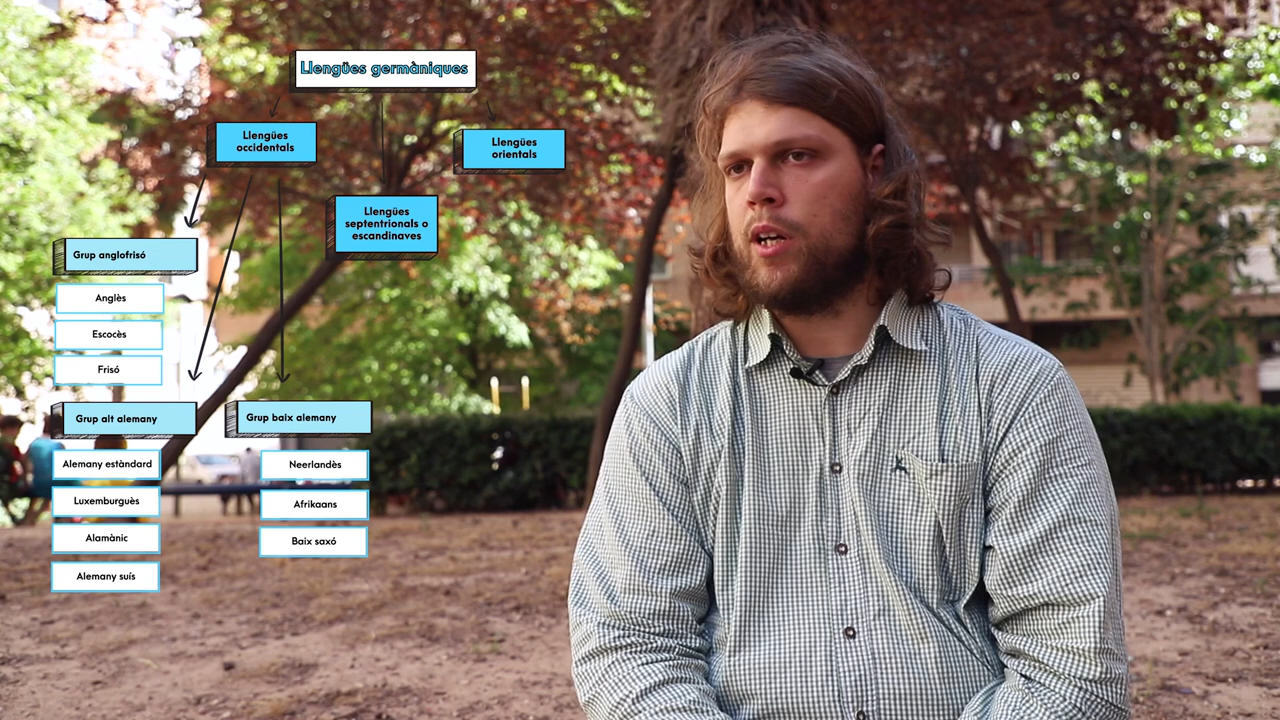 Llengües germàniques
Llengües
occidentals
Llengües
orientals
Llengües
septentrionals o
escandinaves
Grup anglofrisó
Anglès
Escocès
Frisó
Grup alt alemany
Alemany estàndard
Luxemburguès
Alamànic
Alemany suís
Grup baix alemany
Neerlandès
Afrikaans
Baix saxó